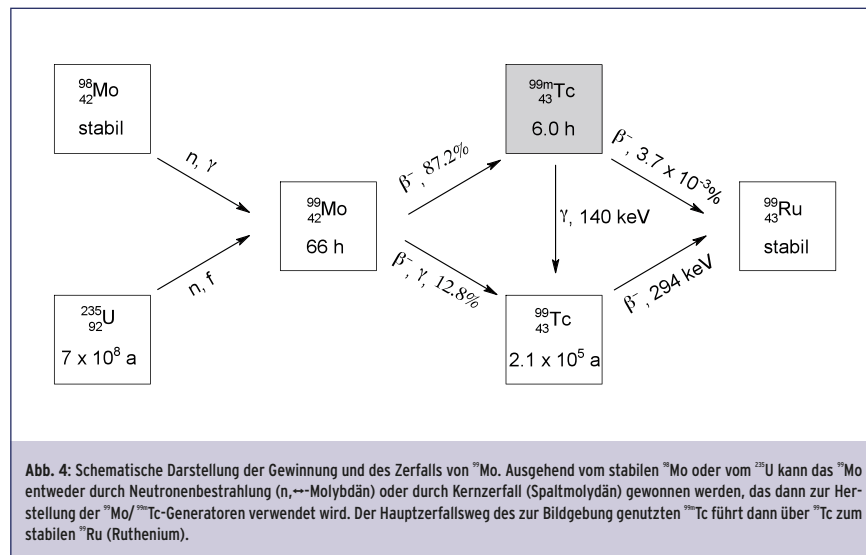 98
42Mo
stabil
n, γ
235
92U
7 x 10⁸ a
n, f
99
42Mo
66 h
β⁻, 87.2%
β⁻, γ, 12.8%
99m
43Tc
6.0 h
γ, 140 keV
99
43Tc
2.1 x 10⁵ a
β⁻, 3.7 x 10⁻³%
β⁻, 294 keV
99
43Ru
stabil
Abb. 4: Schematische Darstellung der Gewinnung und des Zerfalls von ⁹⁹Mo. Ausgehend vom stabilen ⁹⁸Mo oder vom ²³⁵U kann das ⁹⁹Mo
entweder durch Neutronenbestrahlung (n,↔-Molybdän) oder durch Kernzerfall (Spaltmolydän) gewonnen werden, das dann zur Her-
stellung der ⁹⁹Mo/⁹⁹ᵐTc-Generatoren verwendet wird. Der Hauptzerfallsweg des zur Bildgebung genutzten ⁹⁹ᵐTc führt dann über ⁹⁹Tc zum
stabilen ⁹⁹Ru (Ruthenium).